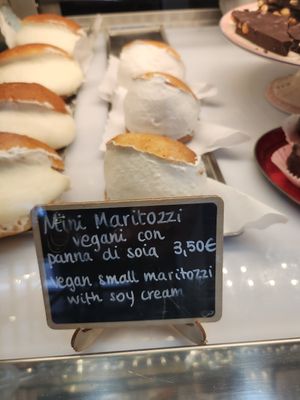 Mini Maritozzi
vegani con
panna di soia 3,50€
vegan small maritozzi
with soy cream